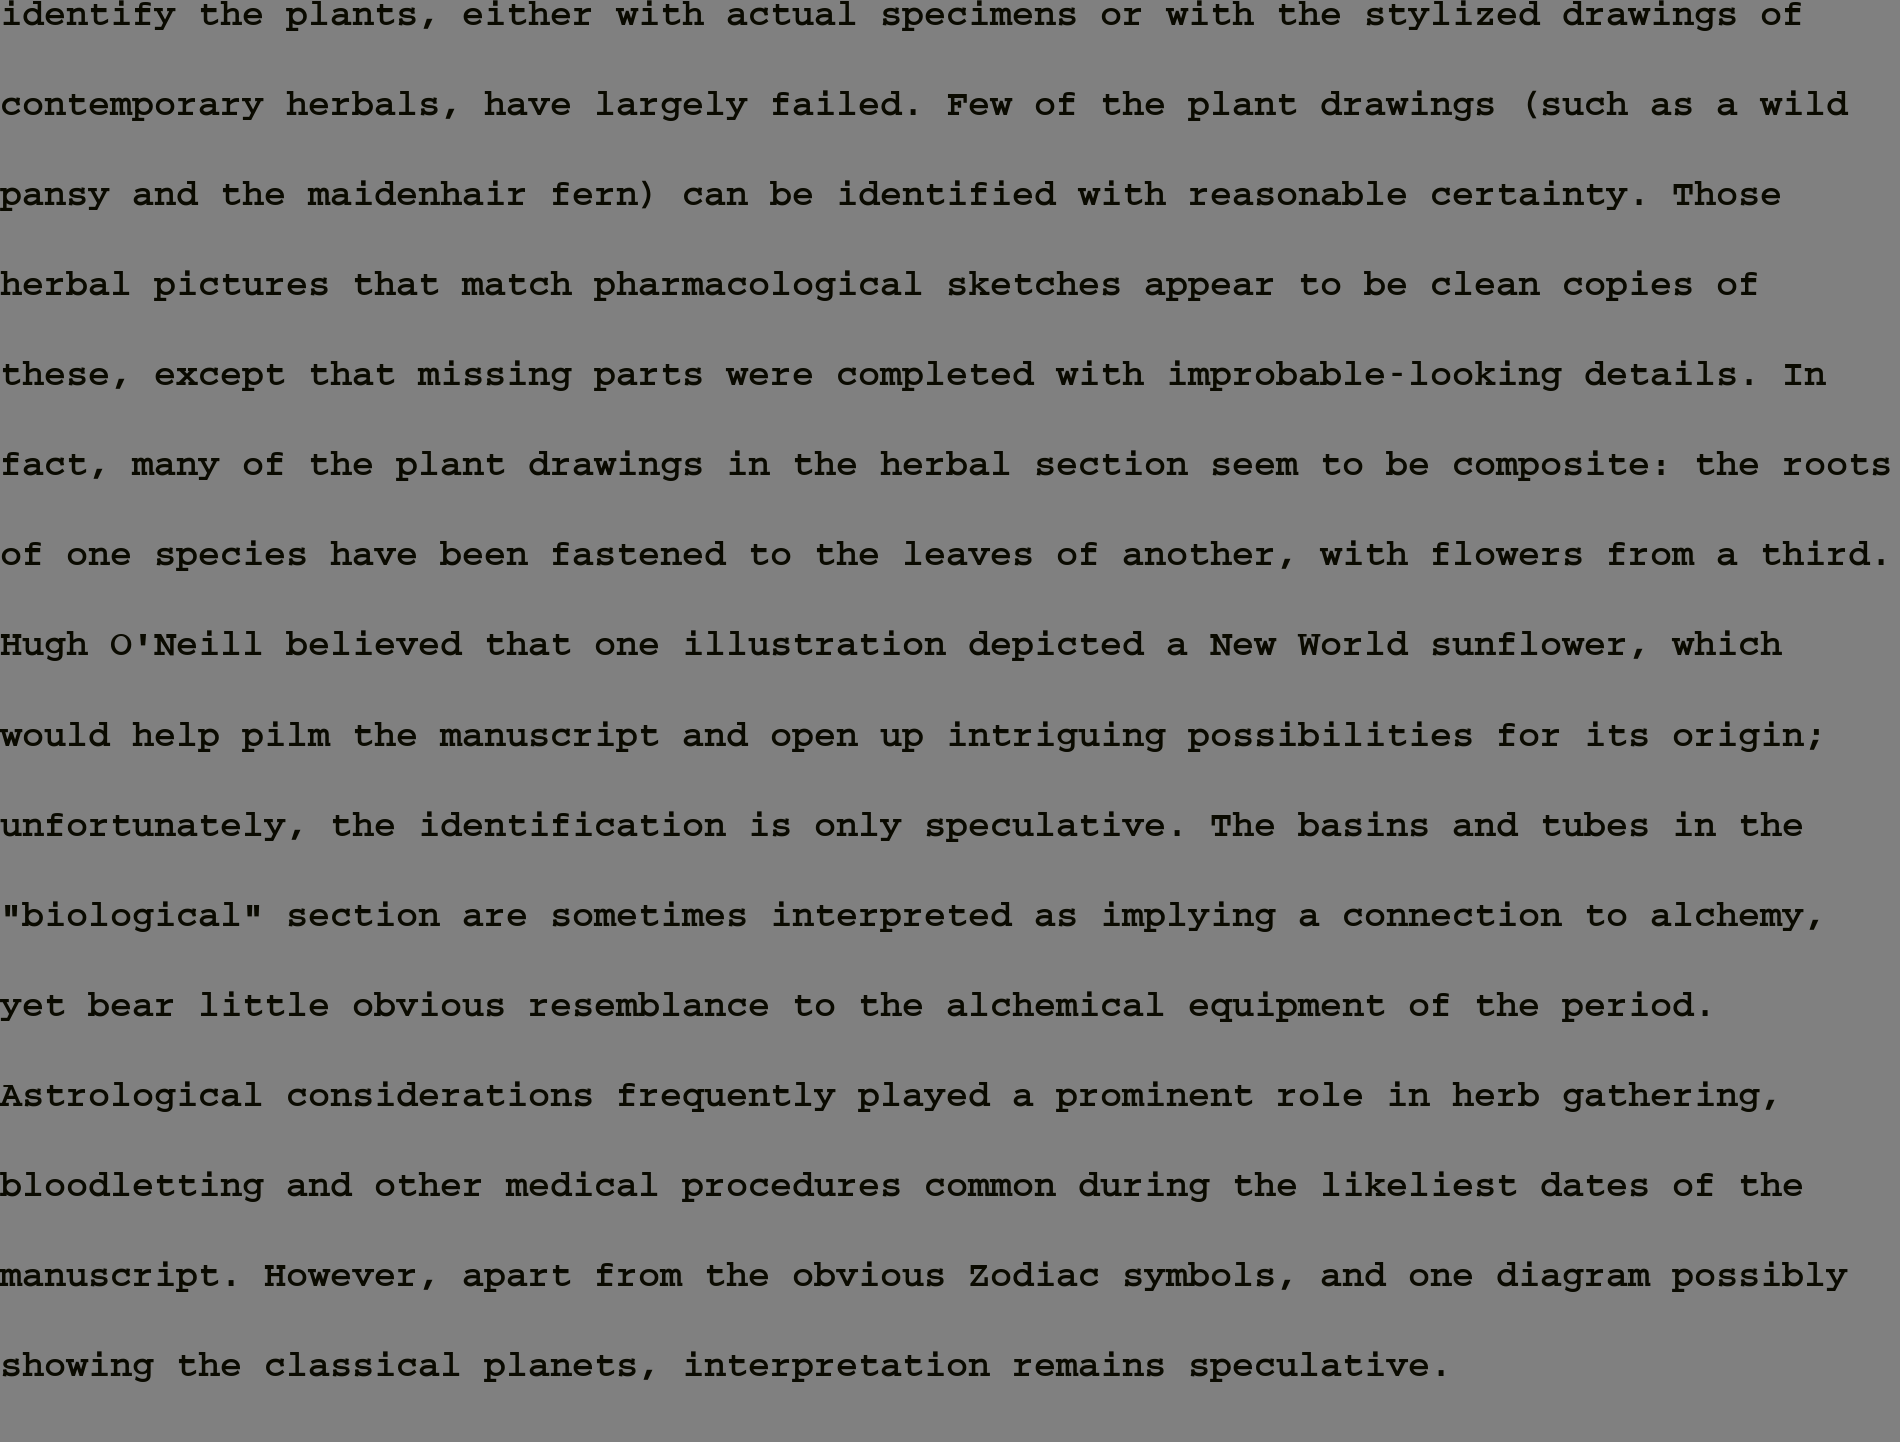 identify the plants, either with actual specimens or with the stylized drawings of
contemporary herbals, have largely failed. Few of the plant drawings (such as a wild
pansy and the maidenhair fern) can be identified with reasonable certainty. Those
herbal pictures that match pharmacological sketches appear to be clean copies of
these, except that missing parts were completed with improbable-looking details. In
fact, many of the plant drawings in the herbal section seem to be composite: the roots
of one species have been fastened to the leaves of another, with flowers from a third.
Hugh O'Neill believed that one illustration depicted a New World sunflower, which
would help pilm the manuscript and open up intriguing possibilities for its origin;
unfortunately, the identification is only speculative. The basins and tubes in the
"biological" section are sometimes interpreted as implying a connection to alchemy,
yet bear little obvious resemblance to the alchemical equipment of the period.
Astrological considerations frequently played a prominent role in herb gathering,
bloodletting and other medical procedures common during the likeliest dates of the
manuscript. However, apart from the obvious Zodiac symbols, and one diagram possibly
showing the classical planets, interpretation remains speculative.